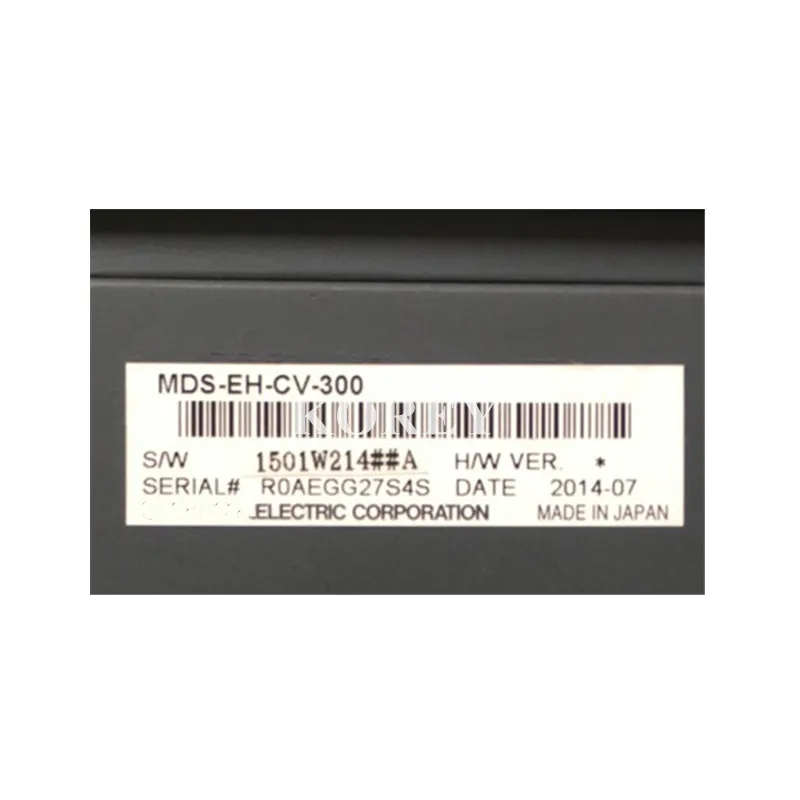 MDS-EH-CV-300
KOREY
S/W 1501W214##A H/W VER. *
SERIAL# R0AEGG27S4S DATE 2014-07
ELECTRIC CORPORATION MADE IN JAPAN